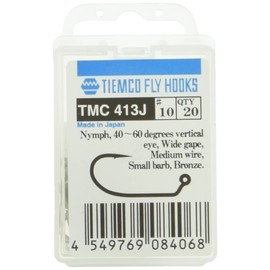 TIEMCO FLY HOOKS
TMC 413J
Made in Japan
#
10
QTY
20
Nymph, 40~60 degrees vertical
eye, Wide gape,
Medium wire,
Small barb, Bronze.
4 549769 084068